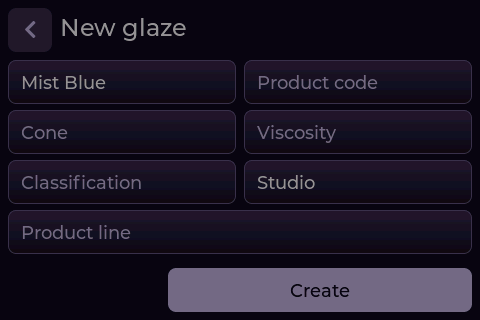 New glaze
Mist Blue
Product code
Cone
Viscosity
Classification
Studio
Product line
Create